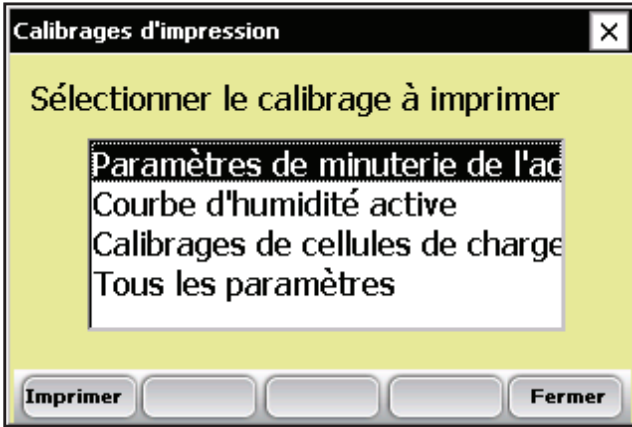 Calibrages d'impression
Sélectionner le calibrage à imprimer
Paramètres de minuterie de l'ac
Courbe d'humidité active
Calibrages de cellules de charge
Tous les paramètres
Imprimer Fermer